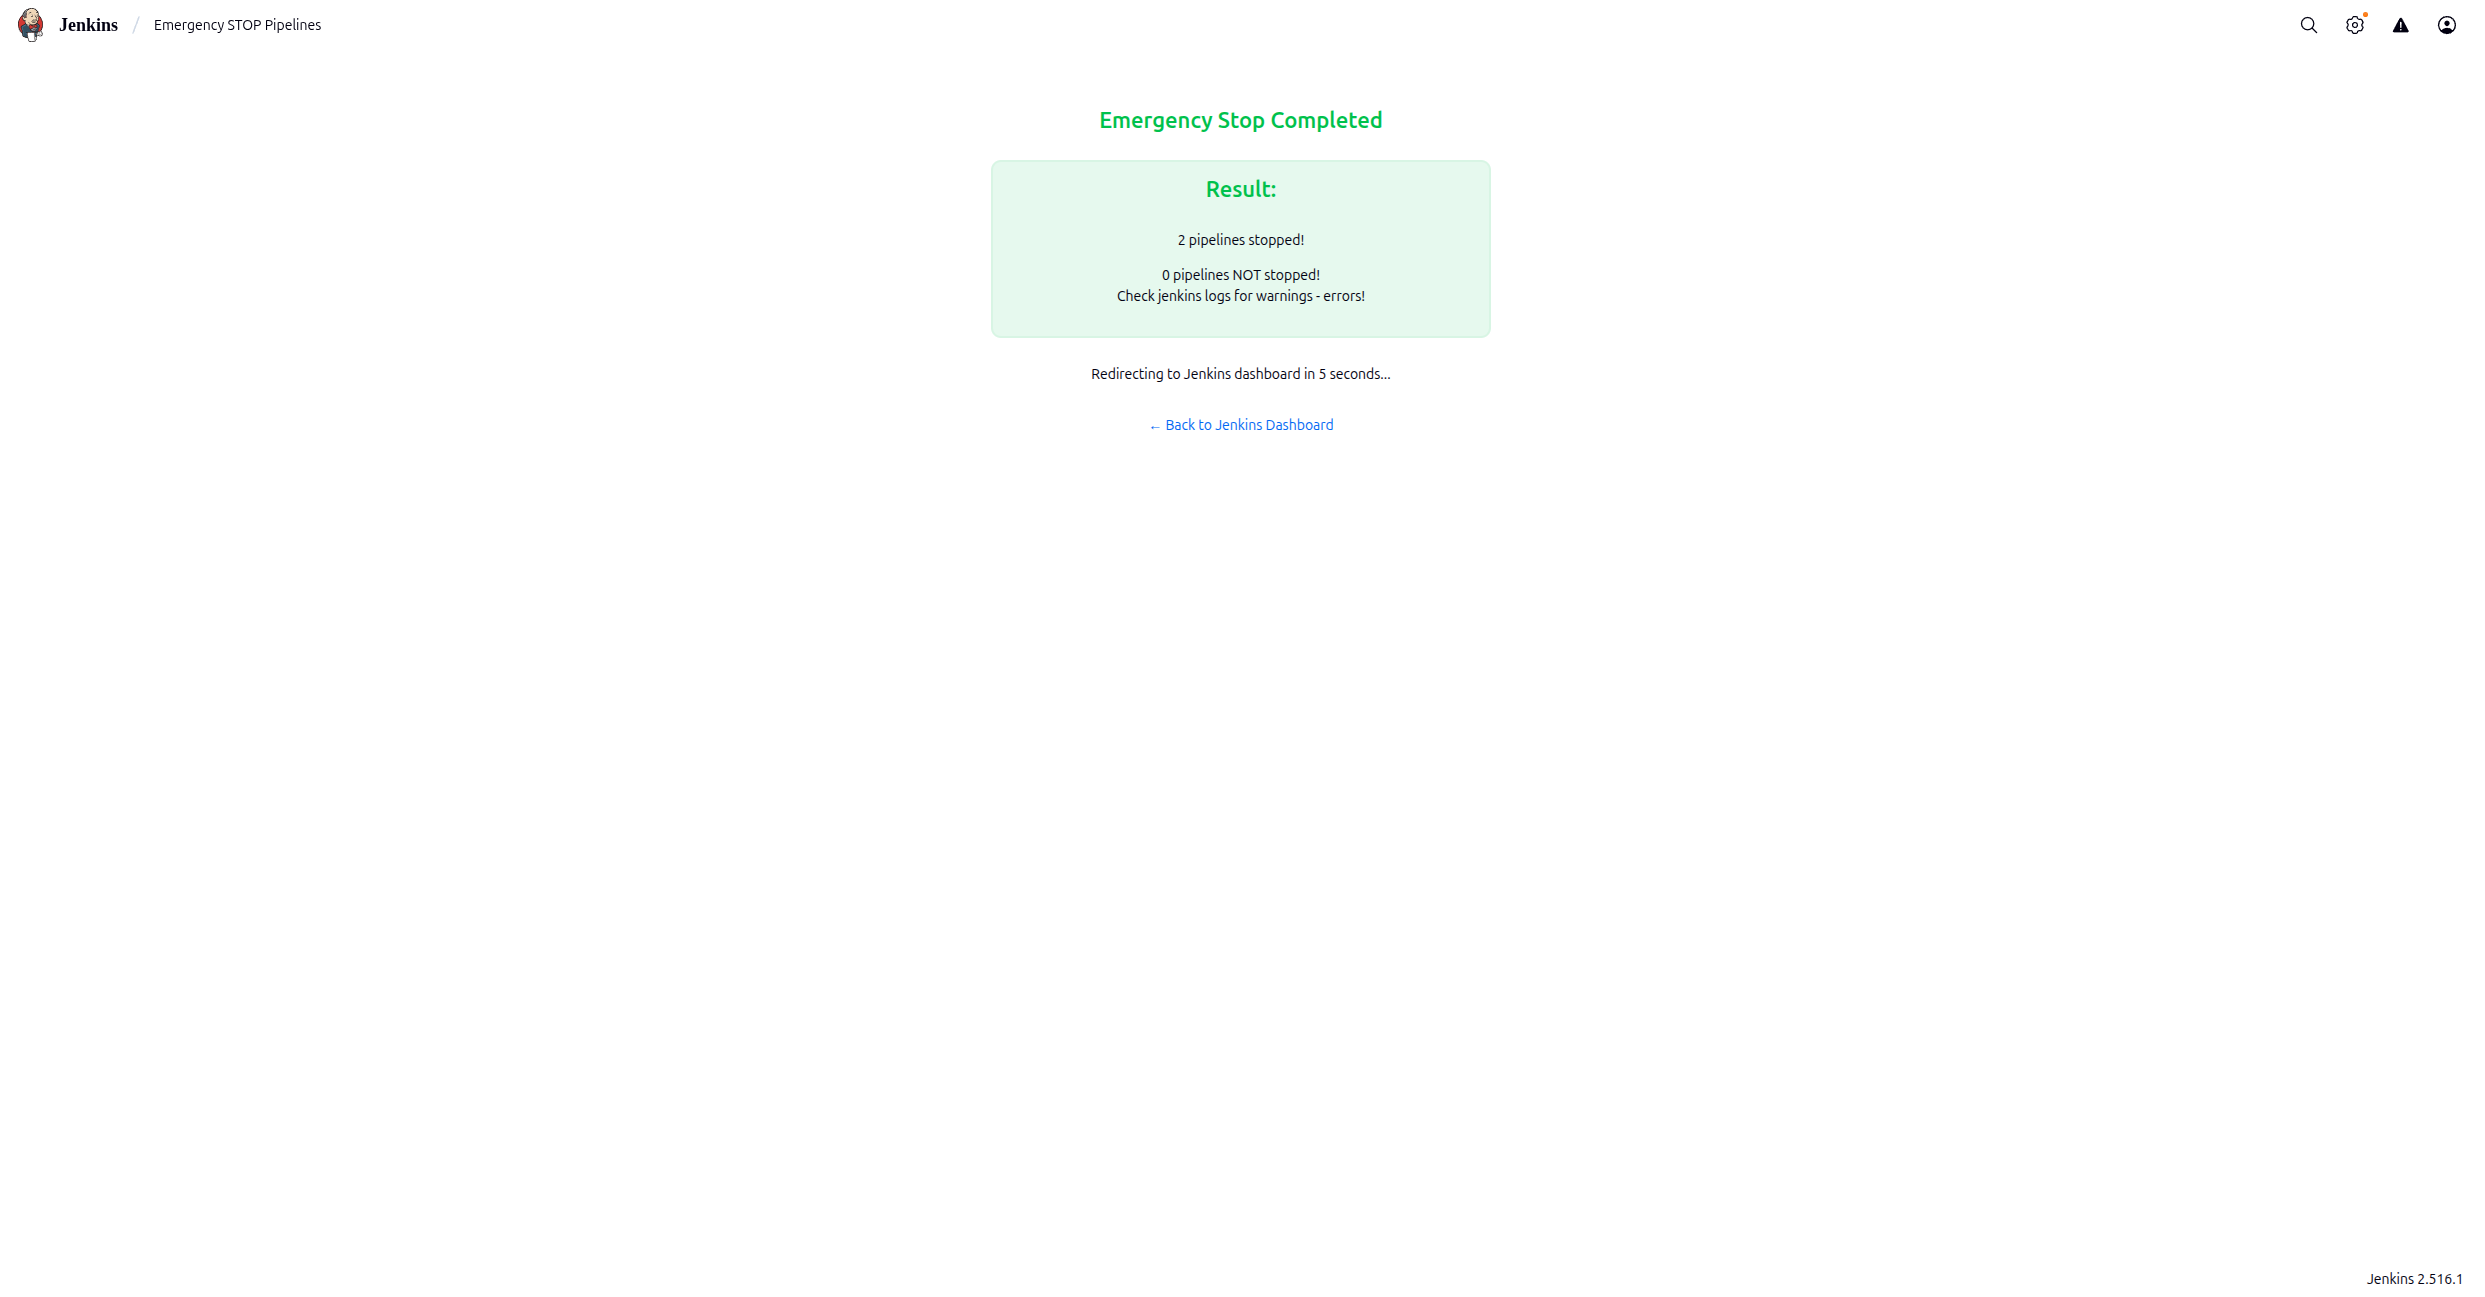 Jenkins / Emergency STOP Pipelines
Emergency Stop Completed
Result:
2 pipelines stopped!
0 pipelines NOT stopped!
Check jenkins logs for warnings - errors!
Redirecting to Jenkins dashboard in 5 seconds...
← Back to Jenkins Dashboard
Jenkins 2.516.1